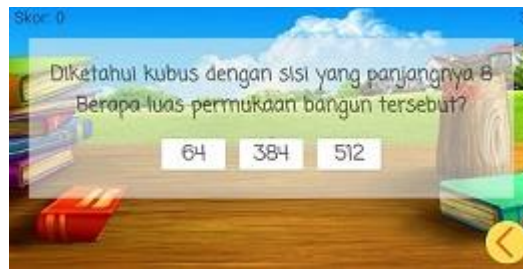 Skor: 0
Diketahui kubus dengan sisi yang panjangnya 8
Berapa luas permukaan bangun tersebut?
64 384 512